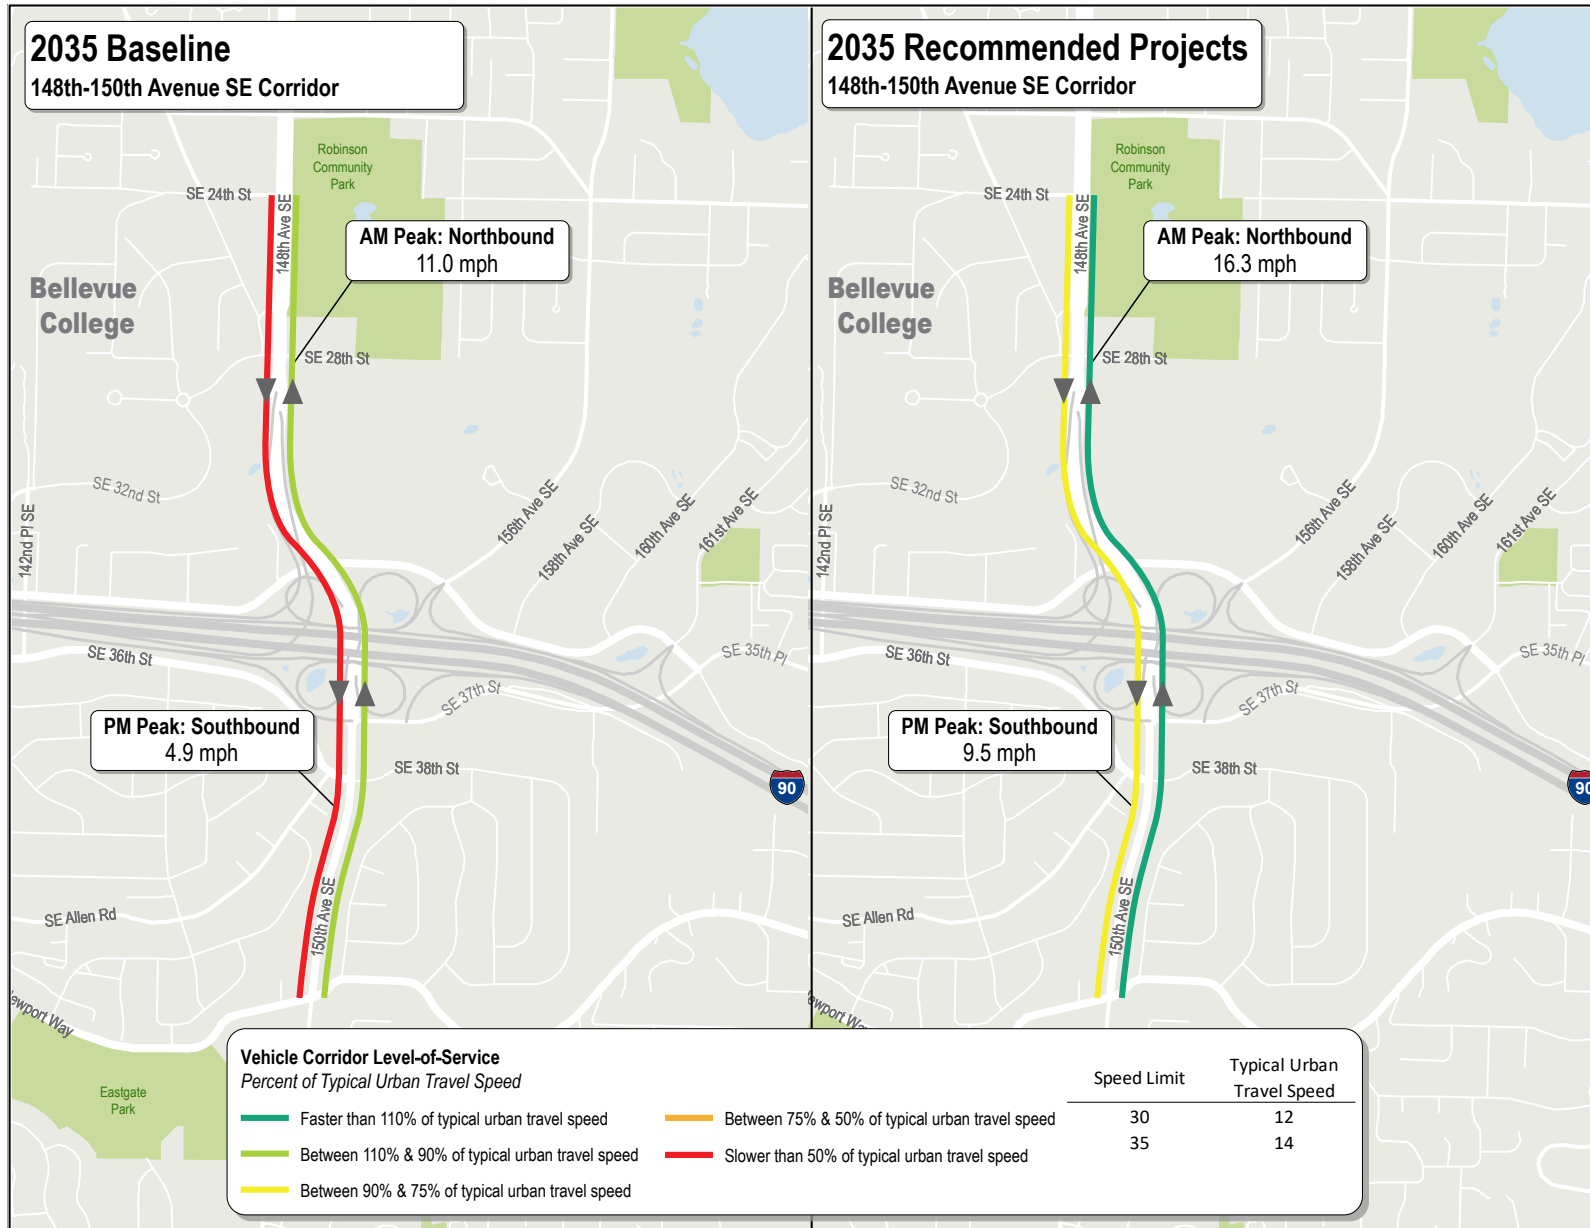 2035 Baseline
148th-150th Avenue SE Corridor
Robinson
Community
Park
SE 24th St
148th Ave SE
AM Peak: Northbound
11.0 mph
Bellevue
College
SE 28th St
SE 32nd St
142nd Pl SE
156th Ave SE
158th Ave SE
160th Ave SE
161st Ave SE
SE 36th St
SE 35th Pl
SE 37th St
PM Peak: Southbound
4.9 mph
SE 38th St
90
SE Allen Rd
150th Ave SE
ewport Way
Eastgate
Park
2035 Recommended Projects
148th-150th Avenue SE Corridor
Robinson
Community
Park
SE 24th St
148th Ave SE
AM Peak: Northbound
16.3 mph
Bellevue
College
SE 28th St
SE 32nd St
142nd Pl SE
156th Ave SE
158th Ave SE
160th Ave SE
161st Ave SE
SE 36th St
SE 35th Pl
SE 37th St
PM Peak: Southbound
9.5 mph
SE 38th St
90
SE Allen Rd
150th Ave SE
ewport Way
Vehicle Corridor Level-of-Service
Percent of Typical Urban Travel Speed
Faster than 110% of typical urban travel speed
Between 110% & 90% of typical urban travel speed
Between 90% & 75% of typical urban travel speed
Between 75% & 50% of typical urban travel speed
Slower than 50% of typical urban travel speed
Speed Limit
Typical Urban
Travel Speed
30 12
35 14